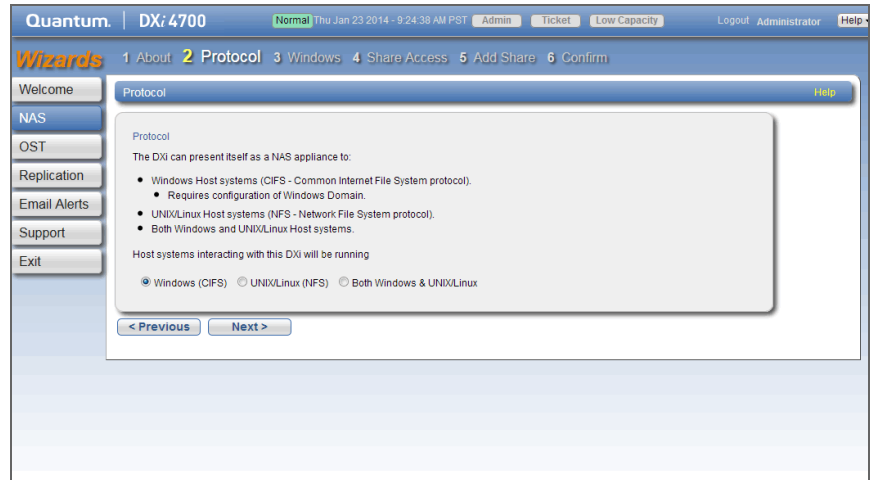 Quantum. DXi 4700 Normal Thu Jan 23 2014 - 9:24:38 AM PST Admin Ticket Low Capacity Logout Administrator Help
Wizards 1 About 2 Protocol 3 Windows 4 Share Access 5 Add Share 6 Confirm
Welcome
NAS
OST
Replication
Email Alerts
Support
Exit
Protocol Help
Protocol
The DXi can present itself as a NAS appliance to:
• Windows Host systems (CIFS - Common Internet File System protocol).
• Requires configuration of Windows Domain.
• UNIX/Linux Host systems (NFS - Network File System protocol).
• Both Windows and UNIX/Linux Host systems.
Host systems interacting with this DXi will be running
Windows (CIFS) UNIX/Linux (NFS) Both Windows & UNIX/Linux
< Previous Next >